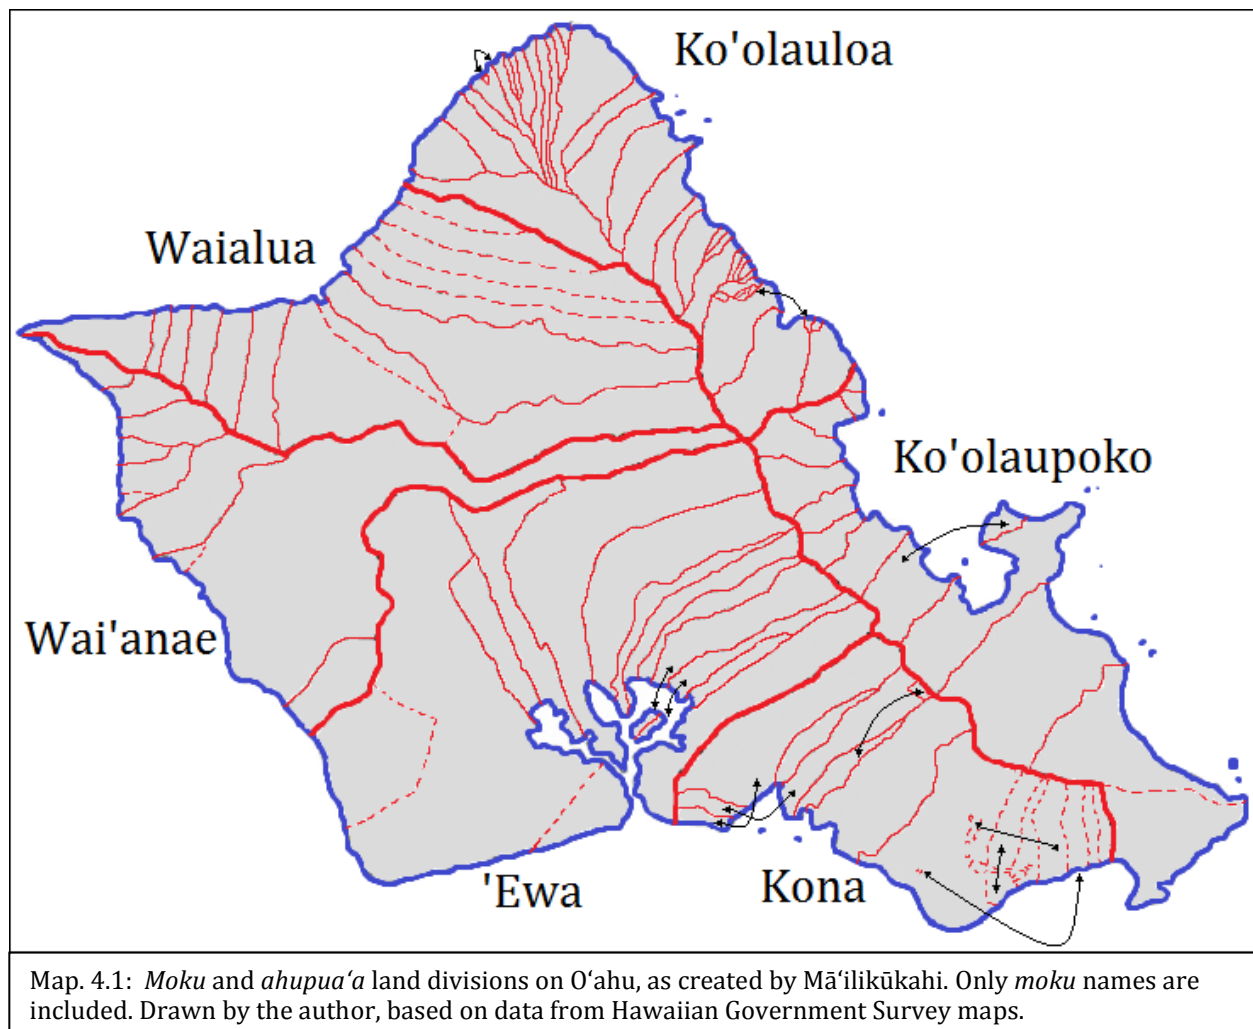 Ko'olauloa
Waialua
Ko'olaupoko
Wai'anae
'Ewa
Kona
Map. 4.1: Moku and ahupuaʻa land divisions on Oʻahu, as created by Māʻilikūkahi. Only moku names are
included. Drawn by the author, based on data from Hawaiian Government Survey maps.